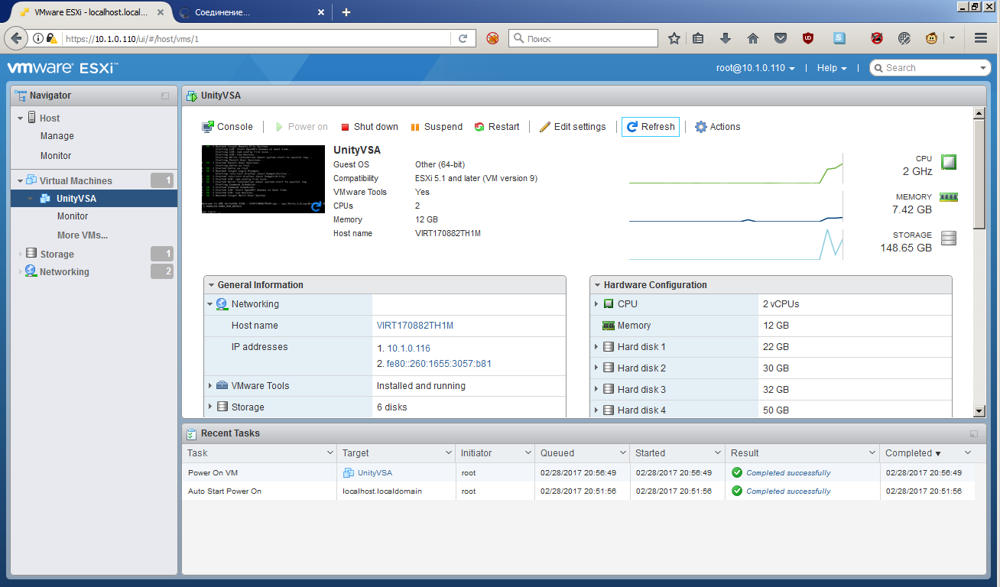 VMware ESXi - localhost.local...
Соединение...
https://10.1.0.110/ui/#/host/vms/1
Поиск
vmware ESXi™
root@10.1.0.110 | Help | Search
Navigator
Host
Manage
Monitor
Virtual Machines 1
UnityVSA
Monitor
More VMs...
Storage 1
Networking 2
UnityVSA
Console | Power on Shut down Suspend Restart | Edit settings | Refresh | Actions
UnityVSA
Guest OS Other (64-bit)
Compatibility ESXi 5.1 and later (VM version 9)
VMware Tools Yes
CPUs 2
Memory 12 GB
Host name VIRT170882TH1M
CPU
2 GHz
MEMORY
7.42 GB
STORAGE
148.65 GB
General Information
Networking
Host name VIRT170882TH1M
IP addresses 1. 10.1.0.116
2. fe80::260:1655:3057:b81
VMware Tools Installed and running
Storage 6 disks
Hardware Configuration
CPU 2 vCPUs
Memory 12 GB
Hard disk 1 22 GB
Hard disk 2 30 GB
Hard disk 3 32 GB
Hard disk 4 50 GB
Recent Tasks
Task Target Initiator Queued Started Result Completed ▼
Power On VM UnityVSA root 02/28/2017 20:56:49 02/28/2017 20:56:49 Completed successfully 02/28/2017 20:56:49
Auto Start Power On localhost.localdomain root 02/28/2017 20:51:56 02/28/2017 20:51:56 Completed successfully 02/28/2017 20:51:56